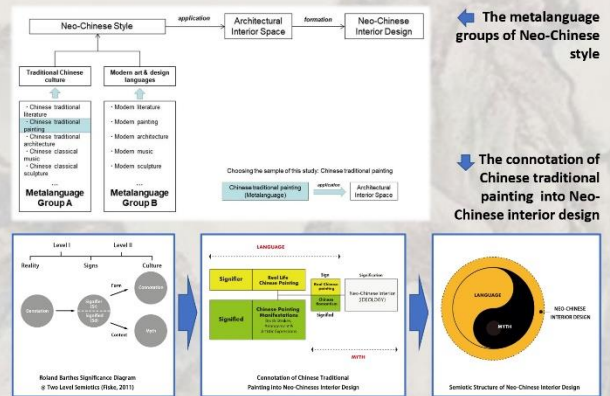 application
formation
Neo-Chinese Style
Architectural
Interior Space
Neo-Chinese
Interior Design
The metalanguage
groups of Neo-Chinese
style
Traditional Chinese
culture
Modern art & design
languages
- Chinese traditional
literature
- Chinese traditional
painting
- Chinese traditional
architecture
- Chinese classical
music
- Chinese classical
sculpture
...
Metalanguage
Group A
- Modern literature
- Modern painting
- Modern architecture
- Modern music
- Modern sculpture
...
Metalanguage
Group B
Choosing the sample of this study: Chinese traditional painting
Chinese traditional painting
(Metalanguage)
application
Architectural
Interior Space
The connotation of
Chinese traditional
painting into Neo-
Chinese interior design
Level I
Level II
Reality
Signs
Culture
Form
Connotation
Denotation
Signifier
Signified
Content
Myth
Roland Barthes Significance Diagram
@ Two Level Semiotics (Fiske, 2011)
LANGUAGE
Signifier
Real Life
Chinese Painting
Sign
Signification
Real Chinese
painting
Neo-Chinese Interior
(IDEOLOGY)
Signified
Chinese Painting
Manifestations
Signified
MYTH
Connotation of Chinese Traditional
Painting into Neo-Chineses Interior Design
LANGUAGE
MYTH
NEO-CHINESE
INTERIOR DESIGN
Semiotic Structure of Neo-Chinese Interior Design